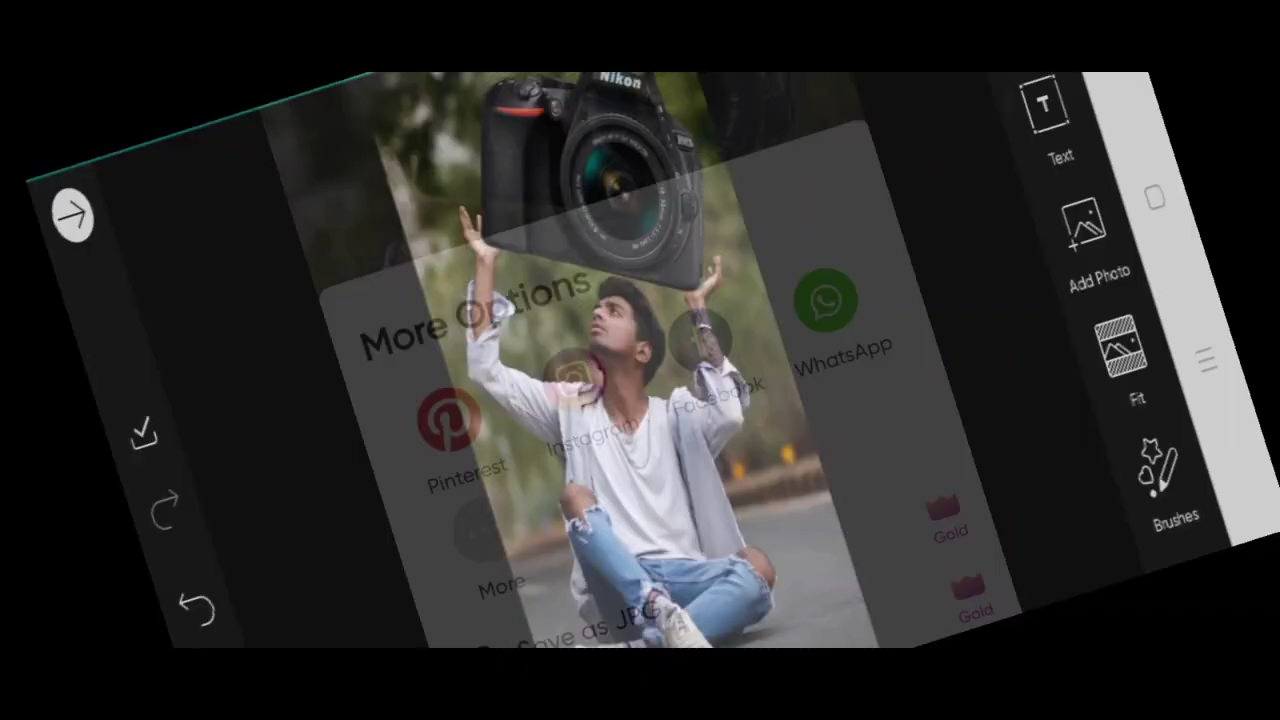 Nikon
Text
Add Photo
Fit
Brushes
More Options
WhatsApp
Facebook
Instagram
Pinterest
More
Gold
Gold
Save as JPG